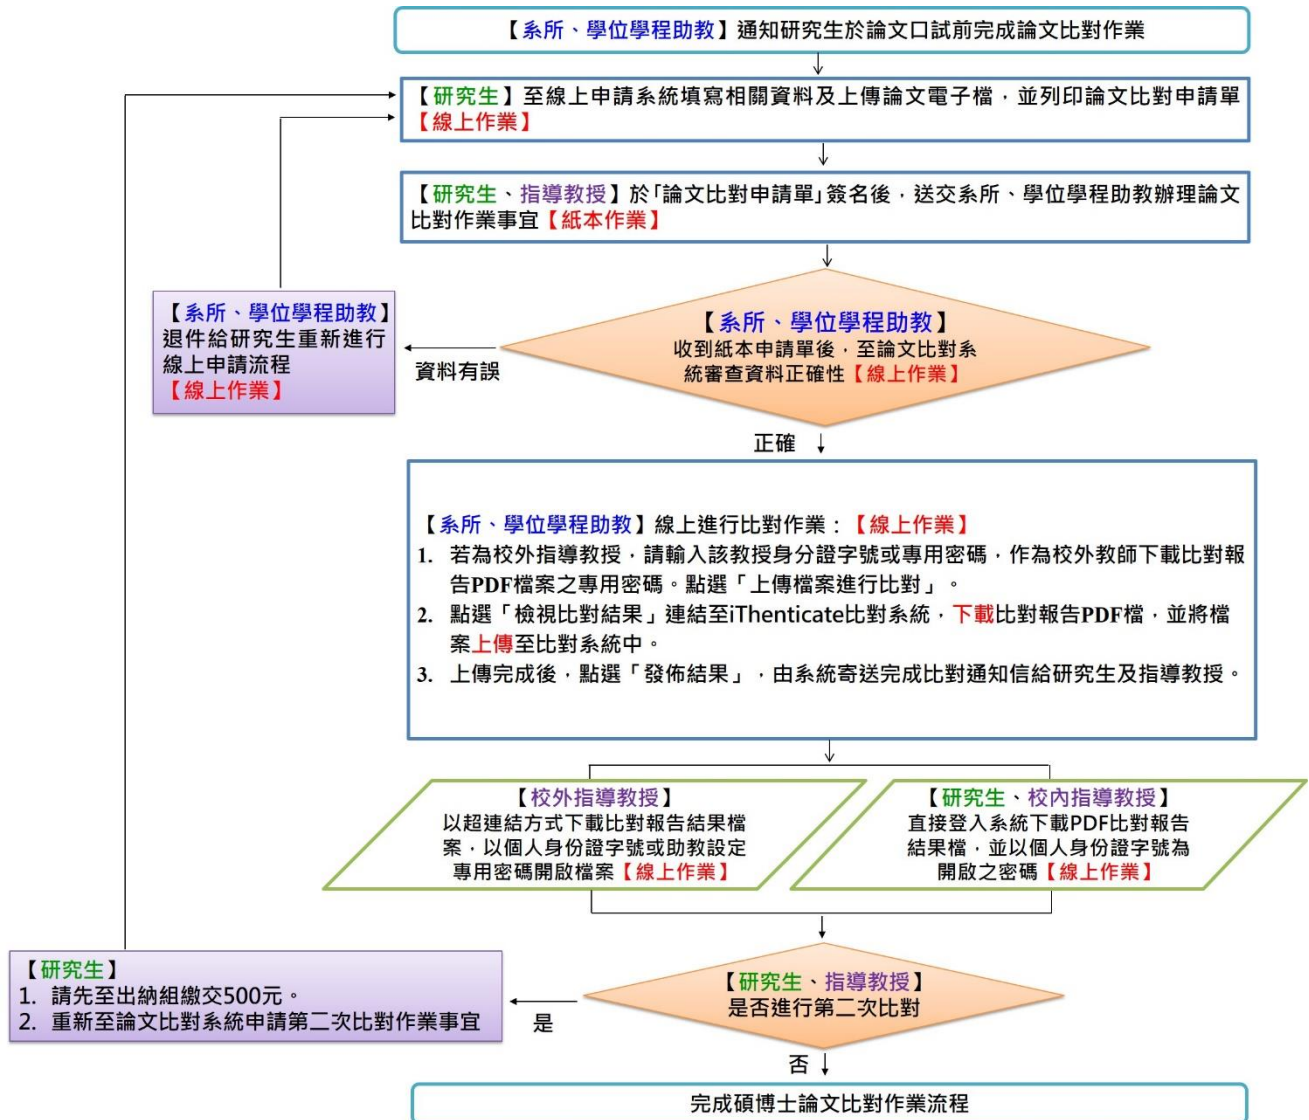 【系所、學位學程助教】通知研究生於論文口試前完成論文比對作業
【研究生】至線上申請系統填寫相關資料及上傳論文電子檔，並列印論文比對申請單
【線上作業】
【研究生、指導教授】於「論文比對申請單」簽名後，送交系所、學位學程助教辦理論文
比對作業事宜【紙本作業】
【系所、學位學程助教】
收到紙本申請單後，至論文比對系
統審查資料正確性【線上作業】
資料有誤
【系所、學位學程助教】
退件給研究生重新進行
線上申請流程
【線上作業】
正確
【系所、學位學程助教】線上進行比對作業：【線上作業】
1. 若為校外指導教授，請輸入該教授身分證字號或專用密碼，作為校外教師下載比對報
告PDF檔案之專用密碼。點選「上傳檔案進行比對」。
2. 點選「檢視比對結果」連結至iThenticate比對系統，下載比對報告PDF檔，並將檔
案上傳至比對系統中。
3. 上傳完成後，點選「發佈結果」，由系統寄送完成比對通知信給研究生及指導教授。
【校外指導教授】
以超連結方式下載比對報告結果檔
案，以個人身份證字號或助教設定
專用密碼開啟檔案【線上作業】
【研究生、校內指導教授】
直接登入系統下載PDF比對報告
結果檔，並以個人身份證字號為
開啟之密碼【線上作業】
【研究生、指導教授】
是否進行第二次比對
是
【研究生】
1. 請先至出納組繳交500元。
2. 重新至論文比對系統申請第二次比對作業事宜
否
完成碩博士論文比對作業流程